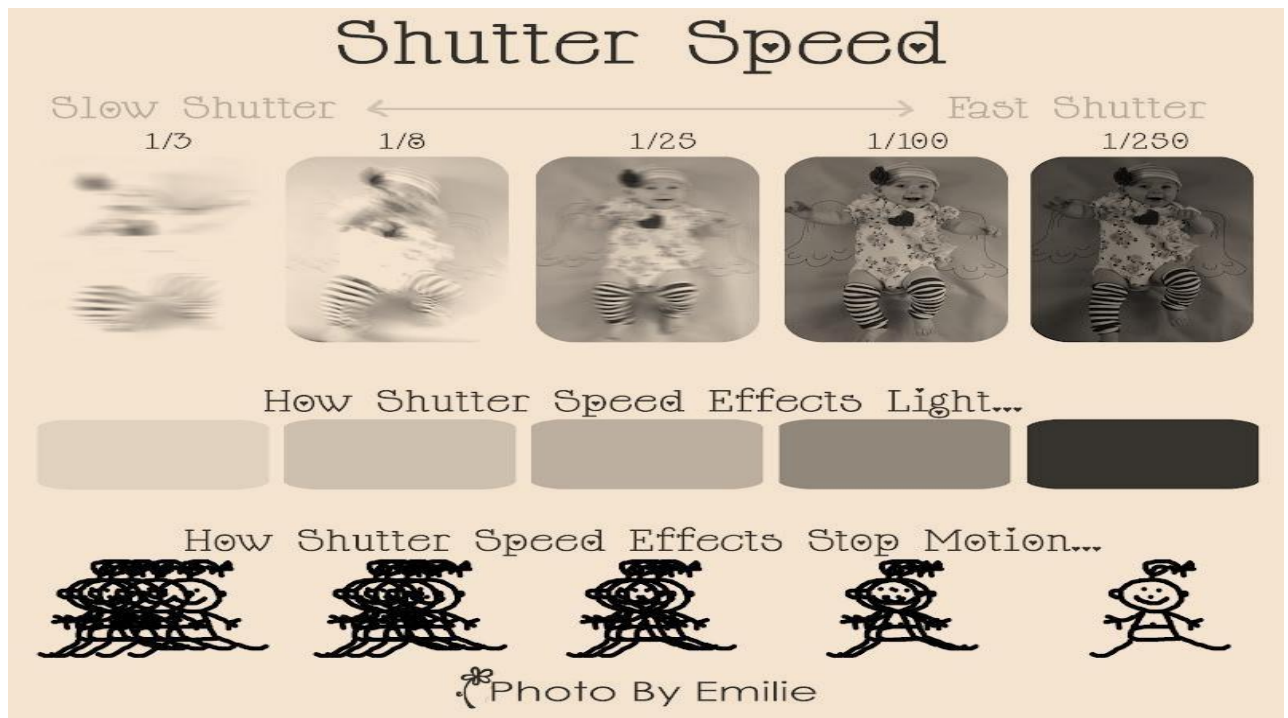 Shutter Speed
Slow Shutter Fast Shutter
1/3 1/8 1/25 1/100 1/250
How Shutter Speed Effects Light...
How Shutter Speed Effects Stop Motion...
Photo By Emilie